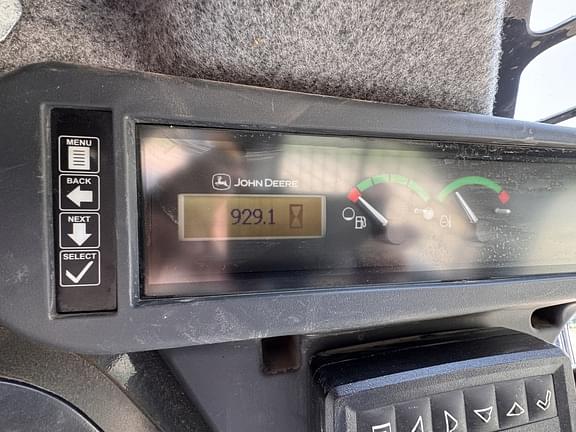 MENU
BACK
NEXT
SELECT
JOHN DEERE
929.1